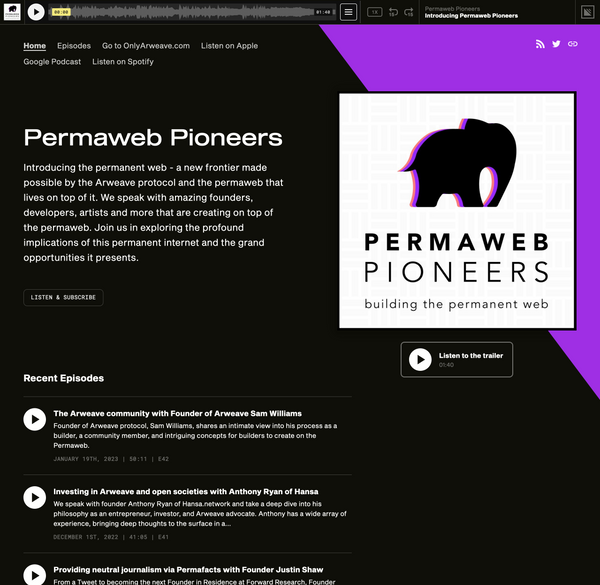 00:00
01:40
1X
15
15
Permaweb Pioneers
Introducing Permaweb Pioneers
Home Episodes Go to OnlyArweave.com Listen on Apple
Google Podcast Listen on Spotify
Permaweb Pioneers
Introducing the permanent web - a new frontier made
possible by the Arweave protocol and the permaweb that
lives on top of it. We speak with amazing founders,
developers, artists and more that are creating on top of
the permaweb. Join us in exploring the profound
implications of this permanent internet and the grand
opportunities it presents.
LISTEN & SUBSCRIBE
PERMAWEB
PIONEERS
building the permanent web
Listen to the trailer
01:40
Recent Episodes
The Arweave community with Founder of Arweave Sam Williams
Founder of Arweave protocol, Sam Williams, shares an intimate view into his process as a
builder, a community member, and intriguing concepts for builders to create on the
Permaweb.
JANUARY 19TH, 2023 | 50:11 | E42
Investing in Arweave and open societies with Anthony Ryan of Hansa
We speak with founder Anthony Ryan of Hansa.network and take a deep dive into his
philosophy as an entrepreneur, investor, and Arweave advocate. Anthony has a wide array of
experience, bringing deep thoughts to the surface in a...
DECEMBER 1ST, 2022 | 41:05 | E41
Providing neutral journalism via Permafacts with Founder Justin Shaw
From a Tweet to becoming the next Founder in Residence at Forward Research, Founder